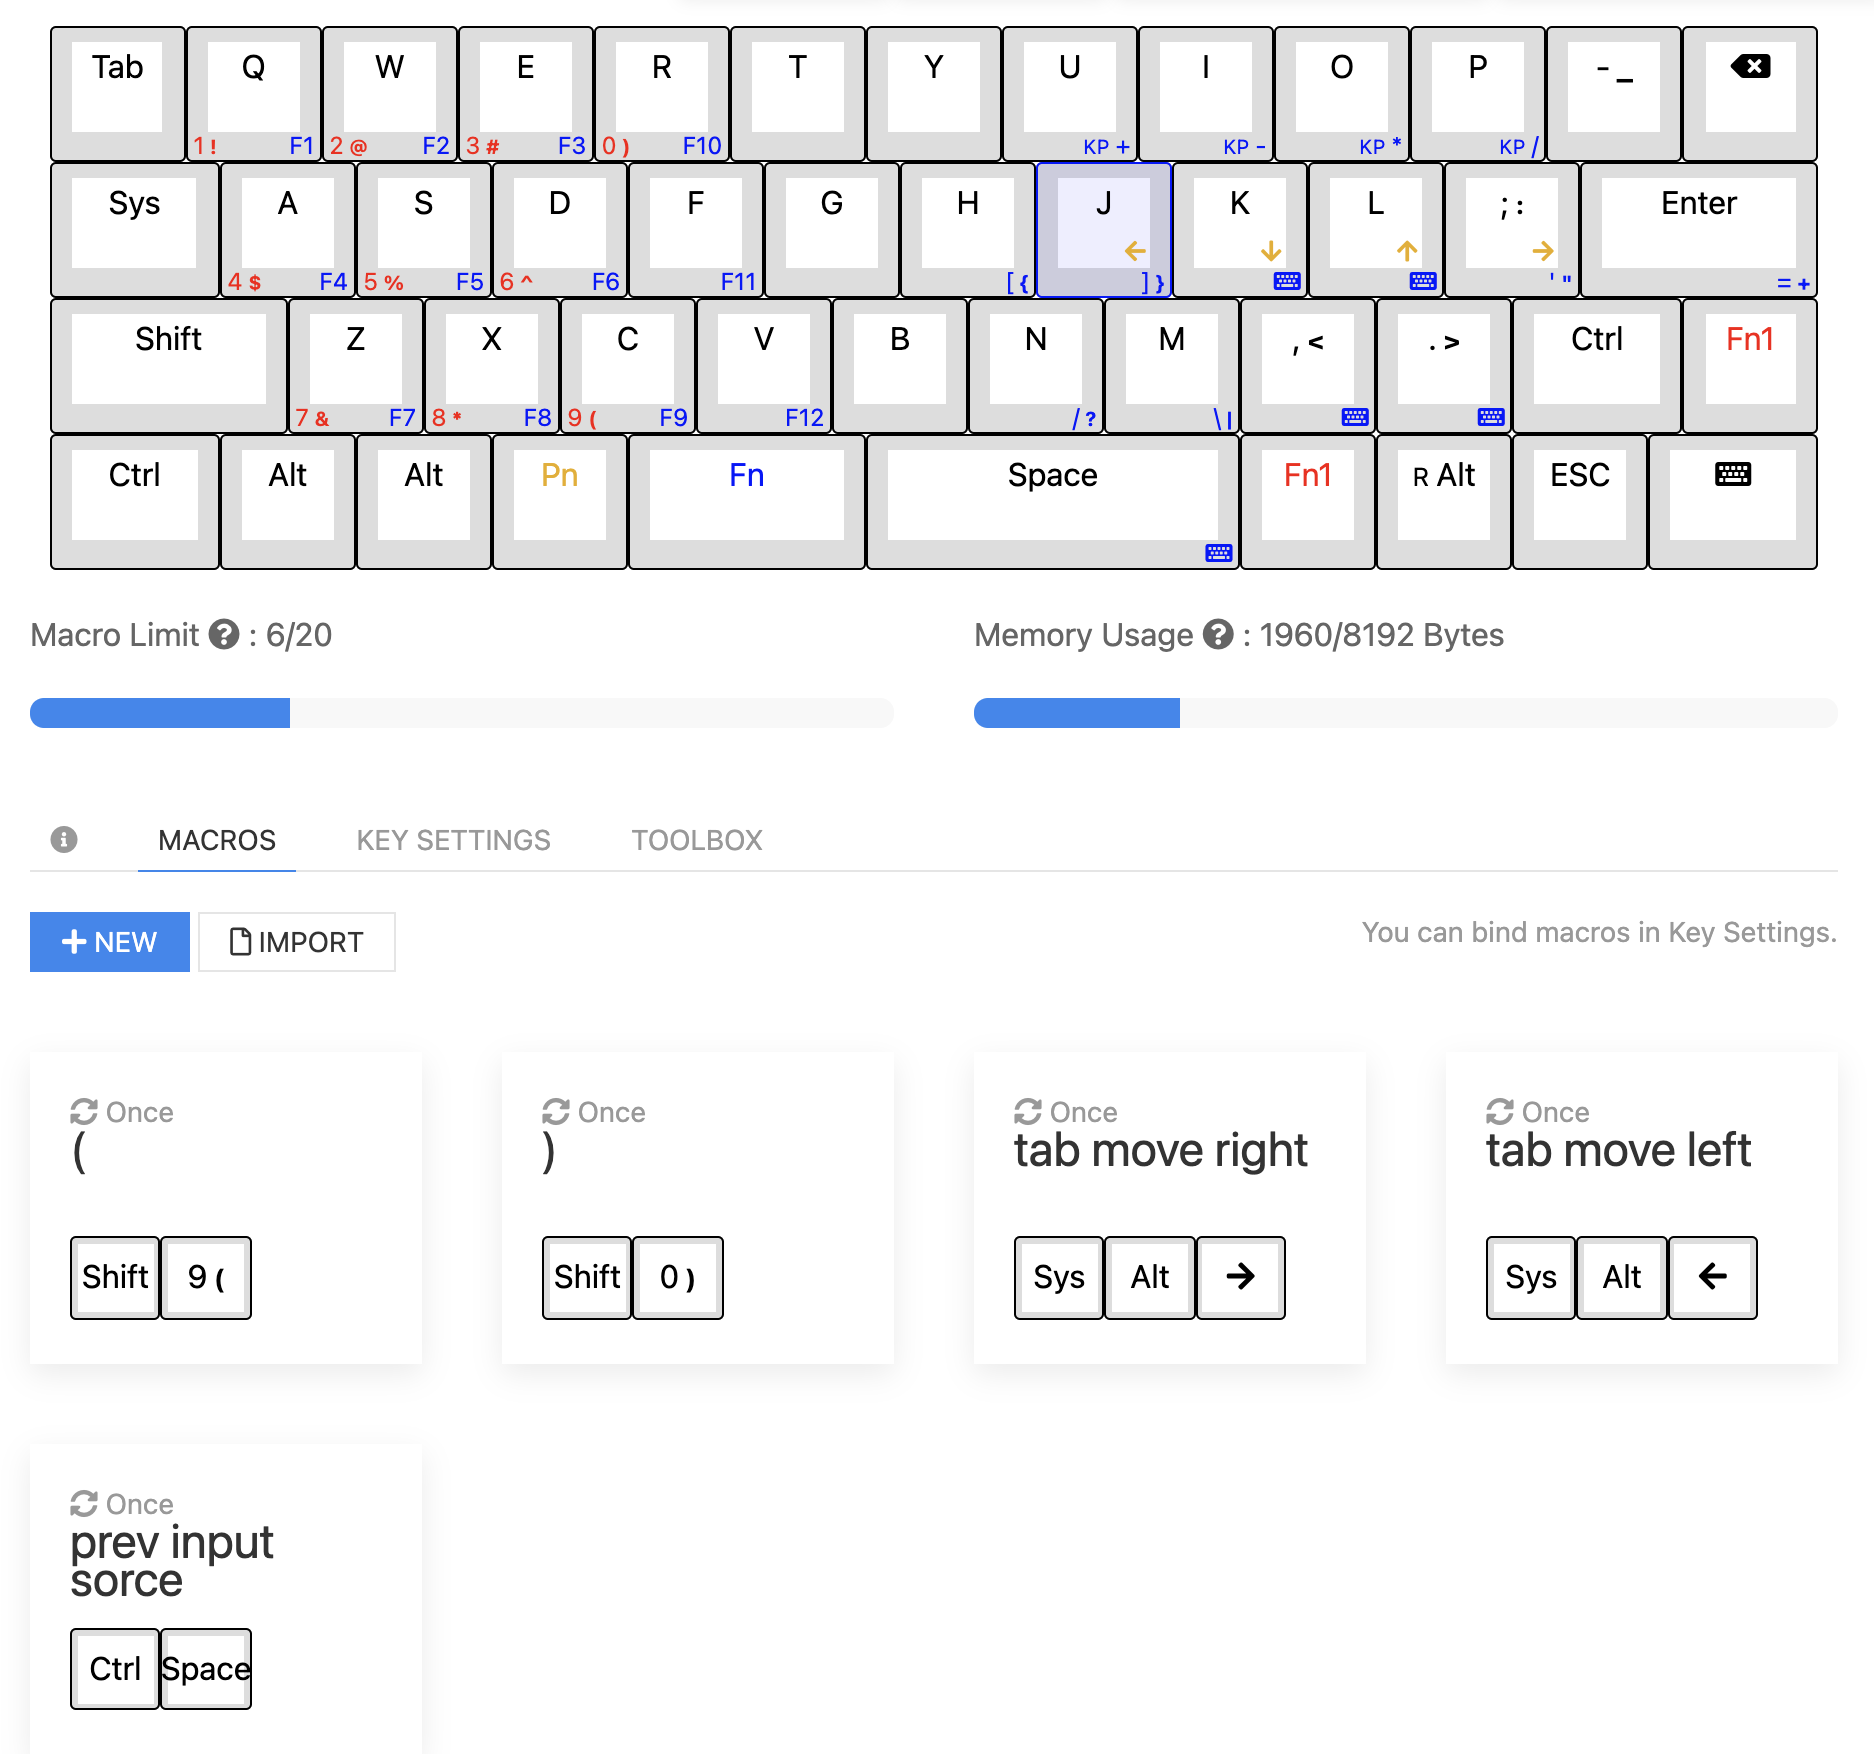 Tab Q W E R T Y U I O P - _
1 ! F1 2 @ F2 3 # F3 0 ) F10 KP + KP - KP * KP /
Sys A S D F G H J K L ; : Enter
← ↓ ↑ →
4 $ F4 5 % F5 6 ^ F6 F11 [ { ] } ' " = +
Shift Z X C V B N M , < . > Ctrl Fn1
7 & F7 8 * F8 9 ( F9 F12 / ? \ |
Ctrl Alt Alt Pn Fn Space Fn1 R Alt ESC
Macro Limit ? : 6/20
Memory Usage ? : 1960/8192 Bytes
MACROS KEY SETTINGS TOOLBOX
+ NEW IMPORT
You can bind macros in Key Settings.
Once
(
Shift 9 (
Once
)
Shift 0 )
Once
tab move right
Sys Alt →
Once
tab move left
Sys Alt ←
Once
prev input
sorce
Ctrl Space